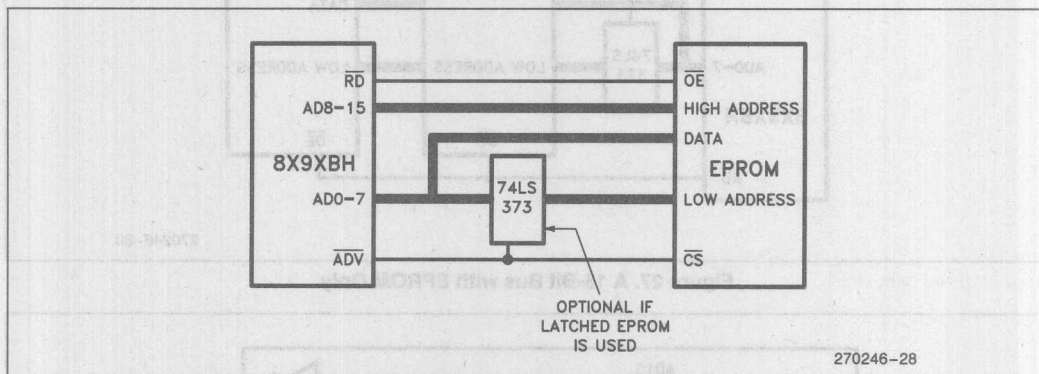 8X9XBH
RD
AD8-15
AD0-7
ADV
74LS
373
OE
HIGH ADDRESS
DATA
EPROM
LOW ADDRESS
CS
OPTIONAL IF
LATCHED EPROM
IS USED
270246-28